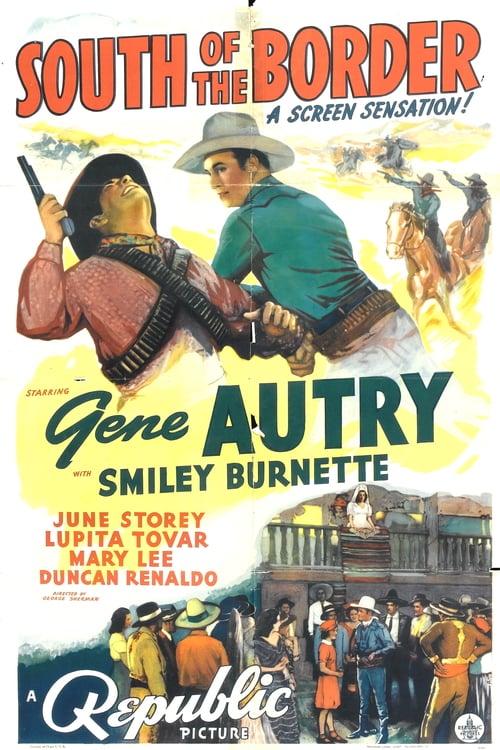 SOUTH OF THE BORDER
A SCREEN SENSATION!
STARRING
Gene AUTRY
WITH SMILEY BURNETTE
JUNE STOREY
LUPITA TOVAR
MARY LEE
DUNCAN RENALDO
DIRECTED BY
GEORGE SHERMAN
A Republic
PICTURE